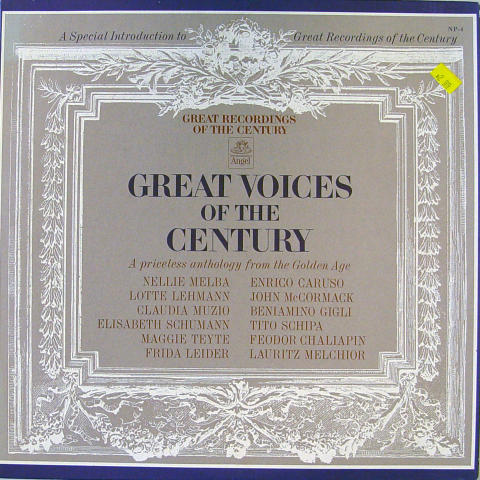 NP-4
A Special Introduction to Great Recordings of the Century
GREAT RECORDINGS
OF THE CENTURY
Angel
GREAT VOICES
OF THE
CENTURY
A priceless anthology from the Golden Age
NELLIE MELBA ENRICO CARUSO
LOTTE LEHMANN JOHN McCORMACK
CLAUDIA MUZIO BENIAMINO GIGLI
ELISABETH SCHUMANN TITO SCHIPA
MAGGIE TEYTE FEODOR CHALIAPIN
FRIDA LEIDER LAURITZ MELCHIOR